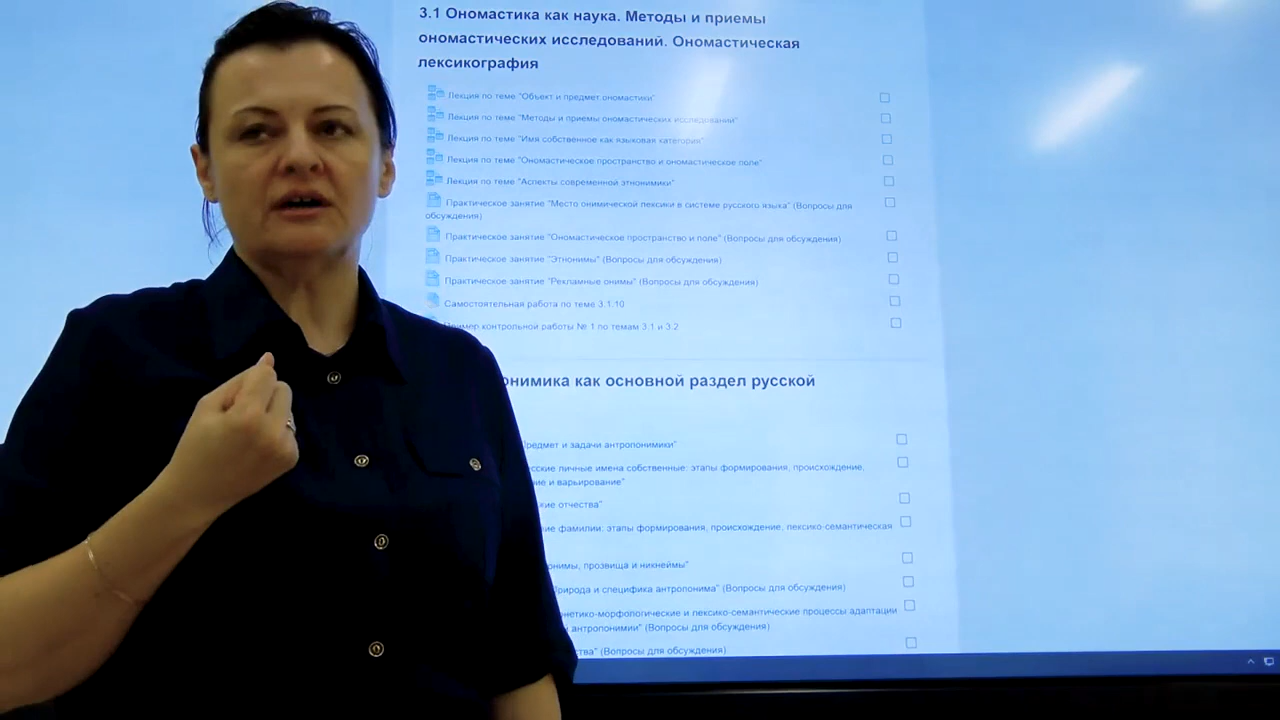 3.1 Ономастика как наука. Методы и приемы
ономастических исследований. Ономастическая
лексикография
Лекция по теме "Объект и предмет ономастики"
Лекция по теме "Методы и приемы ономастических исследований"
Лекция по теме "Имя собственное как языковая категория"
Лекция по теме "Ономастическое пространство и ономастическое поле"
Лекция по теме "Аспекты современной этнонимики"
Практическое занятие "Место онимической лексики в системе русского языка" (Вопросы для
обсуждения)
Практическое занятие "Ономастическое пространство и поле" (Вопросы для обсуждения)
Практическое занятие "Этнонимы" (Вопросы для обсуждения)
Практическое занятие "Рекламные онимы" (Вопросы для обсуждения)
Самостоятельная работа по теме 3.1.10
Пример контрольной работы № 1 по темам 3.1 и 3.2
онимика как основной раздел русской
Предмет и задачи антропонимики"
сские личные имена собственные: этапы формирования, происхождение,
ие и варьирование"
кие отчества"
ие фамилии: этапы формирования, происхождение, лексико-семантическая
онимы, прозвища и никнеймы"
Природа и специфика антропонима" (Вопросы для обсуждения)
нетико-морфологические и лексико-семантические процессы адаптации
й антропонимии" (Вопросы для обсуждения)
ства" (Вопросы для обсуждения)